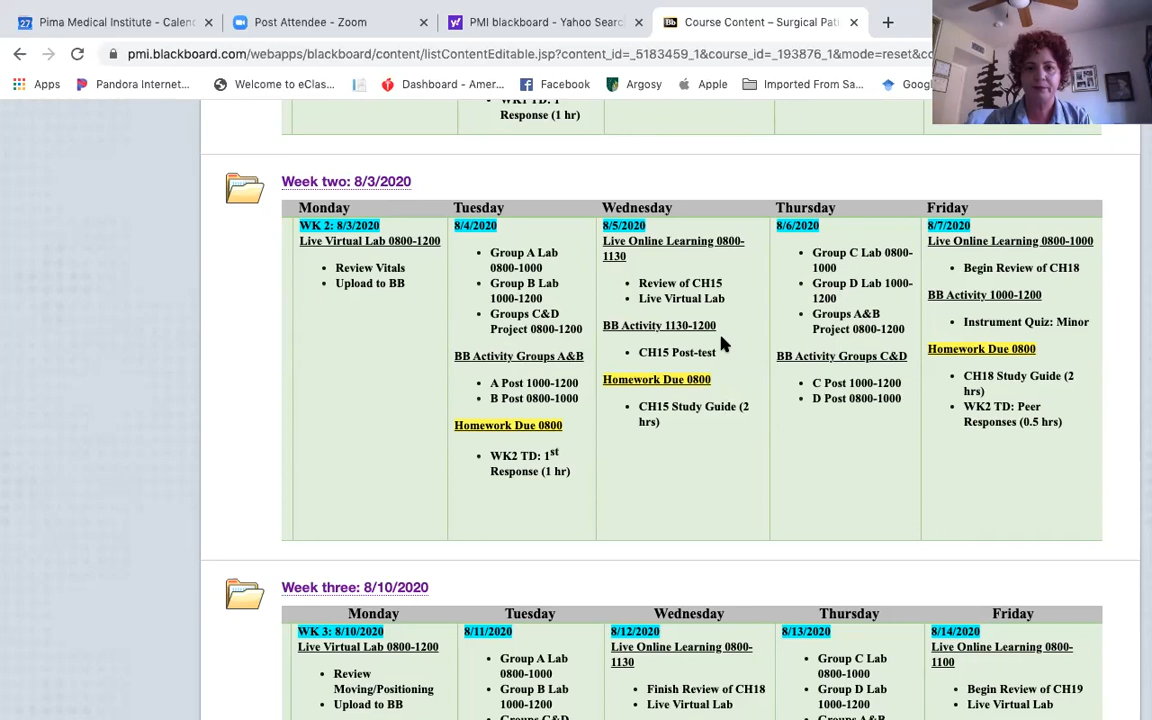 Pima Medical Institute - Calend
Post Attendee - Zoom
PMI blackboard - Yahoo Searc
Course Content – Surgical Pati
pmi.blackboard.com/webapps/blackboard/content/listContentEditable.jsp?content_id=_5183459_1&course_id=_193876_1&mode=reset&co
Apps
Pandora Internet...
Welcome to eClas...
Dashboard - Amer...
Facebook
Argosy
Apple
Imported From Sa...
Goog
WK1 TD: 1
Response (1 hr)
Week two: 8/3/2020
Monday
Tuesday
Wednesday
Thursday
Friday
WK 2: 8/3/2020
Live Virtual Lab 0800-1200
• Review Vitals
• Upload to BB
8/4/2020
• Group A Lab
0800-1000
• Group B Lab
1000-1200
• Groups C&D
Project 0800-1200
BB Activity Groups A&B
• A Post 1000-1200
• B Post 0800-1000
Homework Due 0800
• WK2 TD: 1st
Response (1 hr)
8/5/2020
Live Online Learning 0800-
1130
• Review of CH15
• Live Virtual Lab
BB Activity 1130-1200
• CH15 Post-test
Homework Due 0800
• CH15 Study Guide (2
hrs)
8/6/2020
• Group C Lab 0800-
1000
• Group D Lab 1000-
1200
• Groups A&B
Project 0800-1200
BB Activity Groups C&D
• C Post 1000-1200
• D Post 0800-1000
8/7/2020
Live Online Learning 0800-1000
• Begin Review of CH18
BB Activity 1000-1200
• Instrument Quiz: Minor
Homework Due 0800
• CH18 Study Guide (2
hrs)
• WK2 TD: Peer
Responses (0.5 hrs)
Week three: 8/10/2020
Monday
Tuesday
Wednesday
Thursday
Friday
WK 3: 8/10/2020
Live Virtual Lab 0800-1200
• Review
Moving/Positioning
• Upload to BB
8/11/2020
• Group A Lab
0800-1000
• Group B Lab
1000-1200
• Groups C&D
8/12/2020
Live Online Learning 0800-
1130
• Finish Review of CH18
• Live Virtual Lab
8/13/2020
• Group C Lab
0800-1000
• Group D Lab
1000-1200
• Groups A&B
8/14/2020
Live Online Learning 0800-
1100
• Begin Review of CH19
• Live Virtual Lab